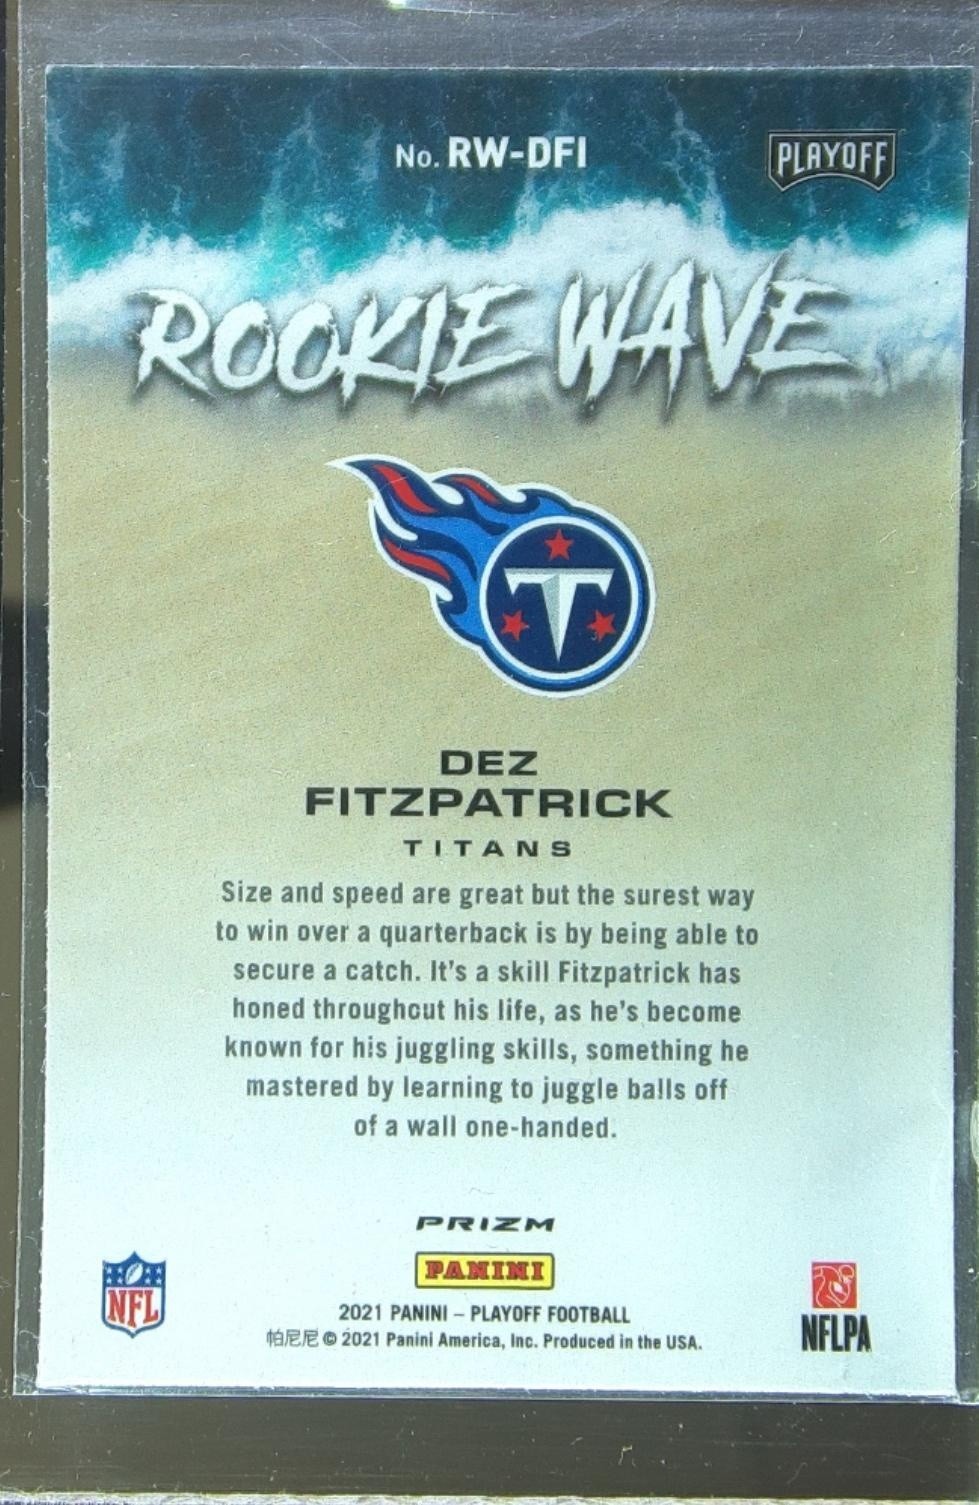 No. RW-DFI
PLAYOFF
ROOKIE WAVE
T
DEZ
FITZPATRICK
TITANS
Size and speed are great but the surest way
to win over a quarterback is by being able to
secure a catch. It's a skill Fitzpatrick has
honed throughout his life, as he's become
known for his juggling skills, something he
mastered by learning to juggle balls off
of a wall one-handed.
PRIZM
PANINI
NFL
2021 PANINI – PLAYOFF FOOTBALL
帕尼尼 © 2021 Panini America, Inc. Produced in the USA.
NFLPA